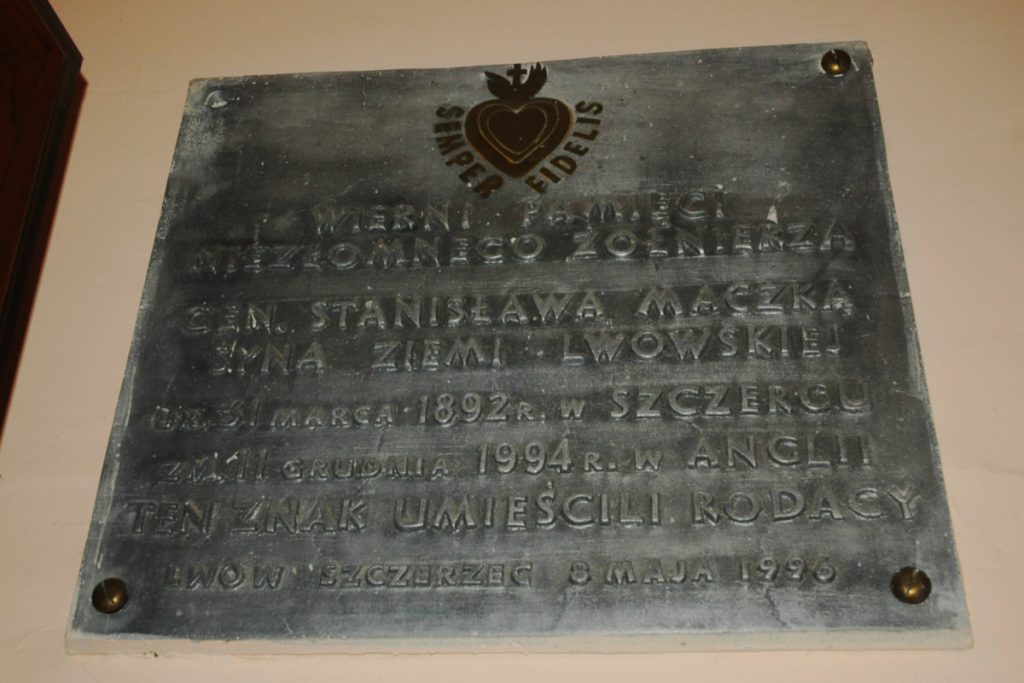 SEMPER FIDELIS
WIERNI PAMIĘCI
NIEZŁOMNEGO ŻOŁNIERZA
GEN. STANISŁAWA MACZKA
SYNA ZIEMI LWOWSKIEJ
UR. 31 MARCA 1892 R. W SZCZERCU
ZM. 11 GRUDNIA 1994 R. W ANGLII
TEN ZNAK UMIEŚCILI RODACY
LWÓW SZCZERZEC 8 MAJA 1996